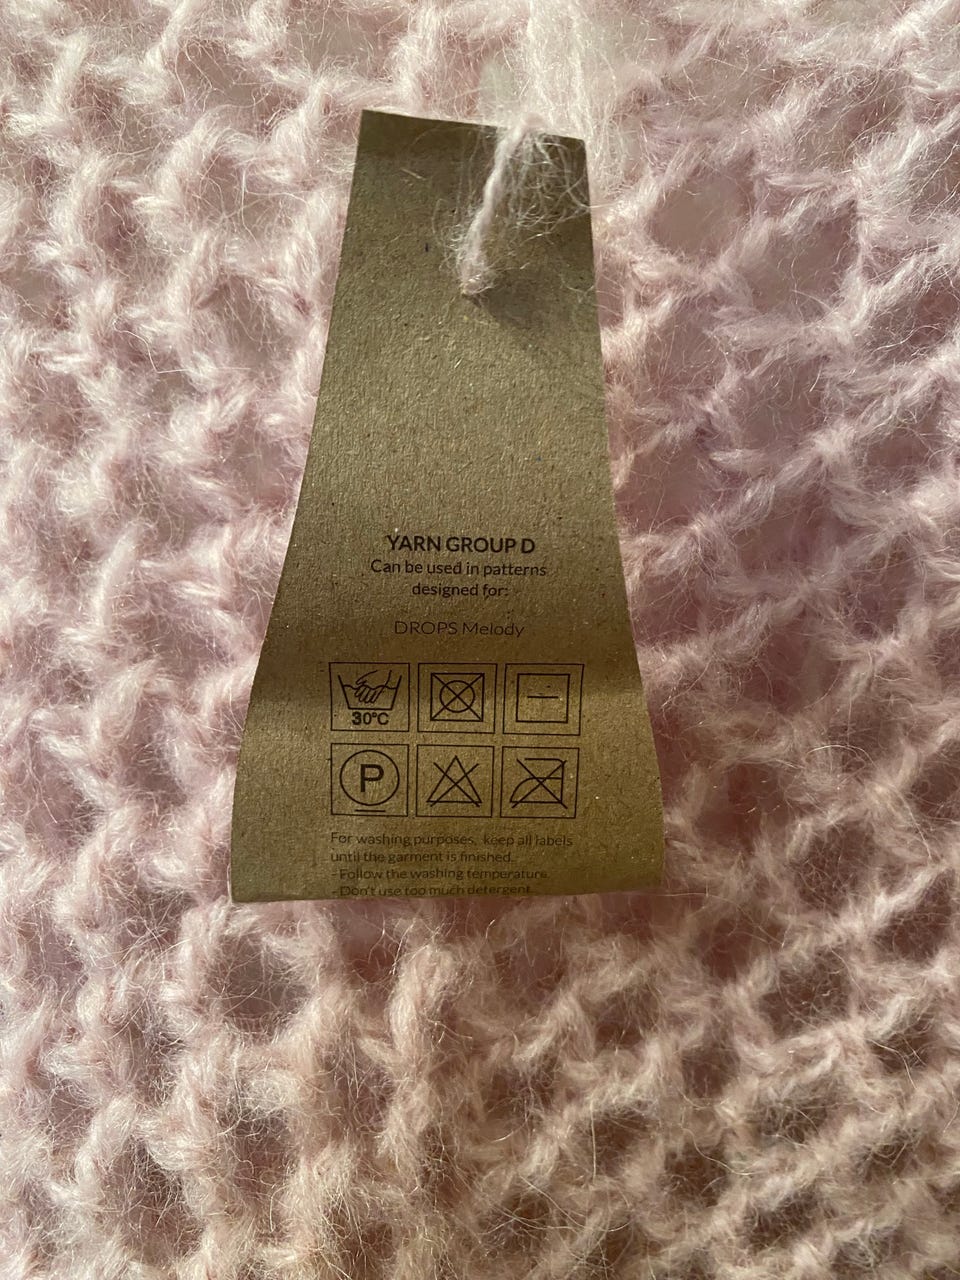 YARN GROUP D
Can be used in patterns
designed for:
DROPS Melody
30°C
P
For washing purposes, keep all labels
until the garment is finished.
- Follow the washing temperature.
- Don't use too much detergent